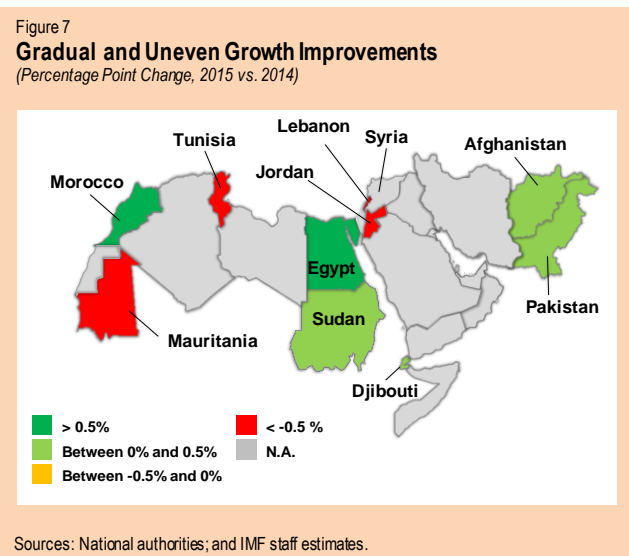 Figure 7
Gradual and Uneven Growth Improvements
(Percentage Point Change, 2015 vs. 2014)
Lebanon
Tunisia
Syria
Afghanistan
Jordan
Morocco
Egypt
Pakistan
Sudan
Mauritania
Djibouti
> 0.5%
< -0.5 %
Between 0% and 0.5%
N.A.
Between -0.5% and 0%
Sources: National authorities; and IMF staff estimates.